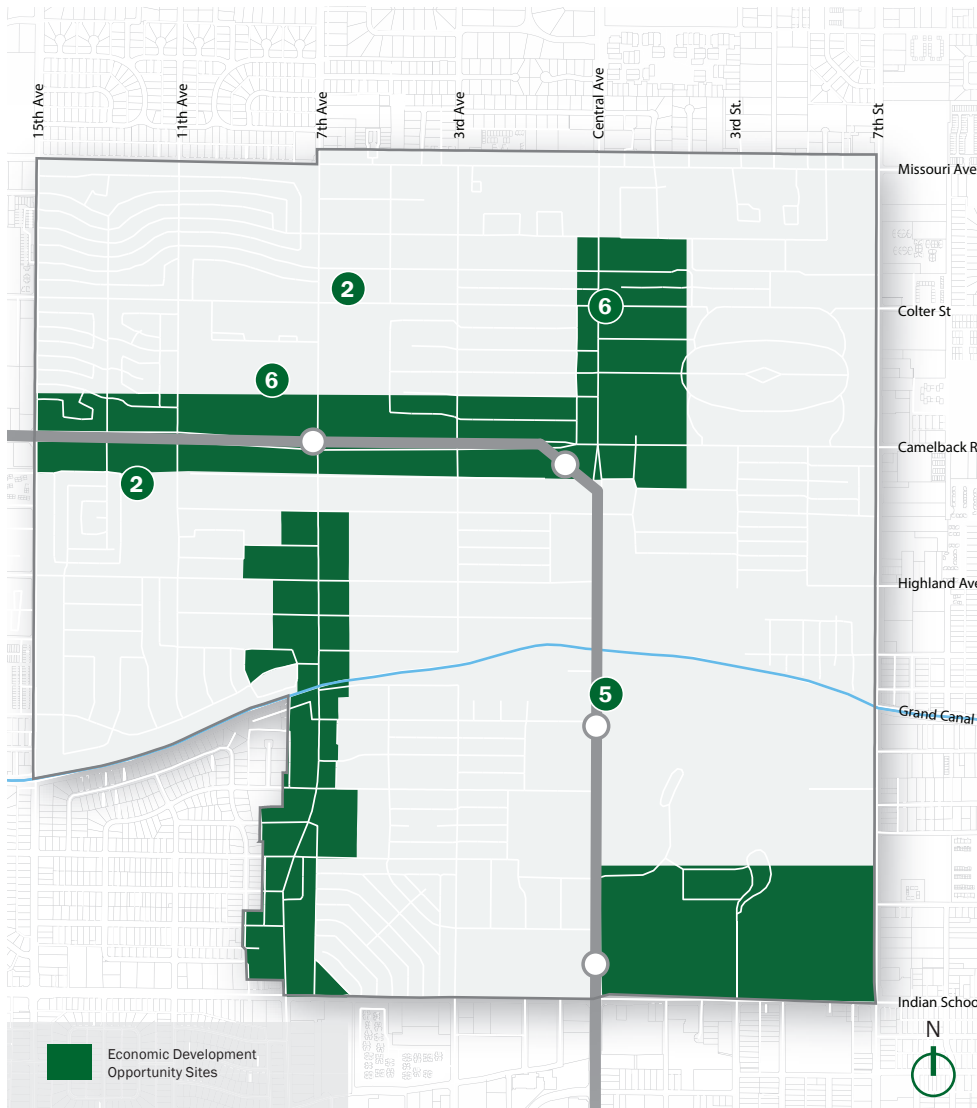 15th Ave
11th Ave
7th Ave
3rd Ave
Central Ave
3rd St.
7th St
Missouri Ave
2
6
Colter St
6
Camelback R
2
Highland Ave
5
Grand Canal
Indian Schoo
N
Economic Development
Opportunity Sites